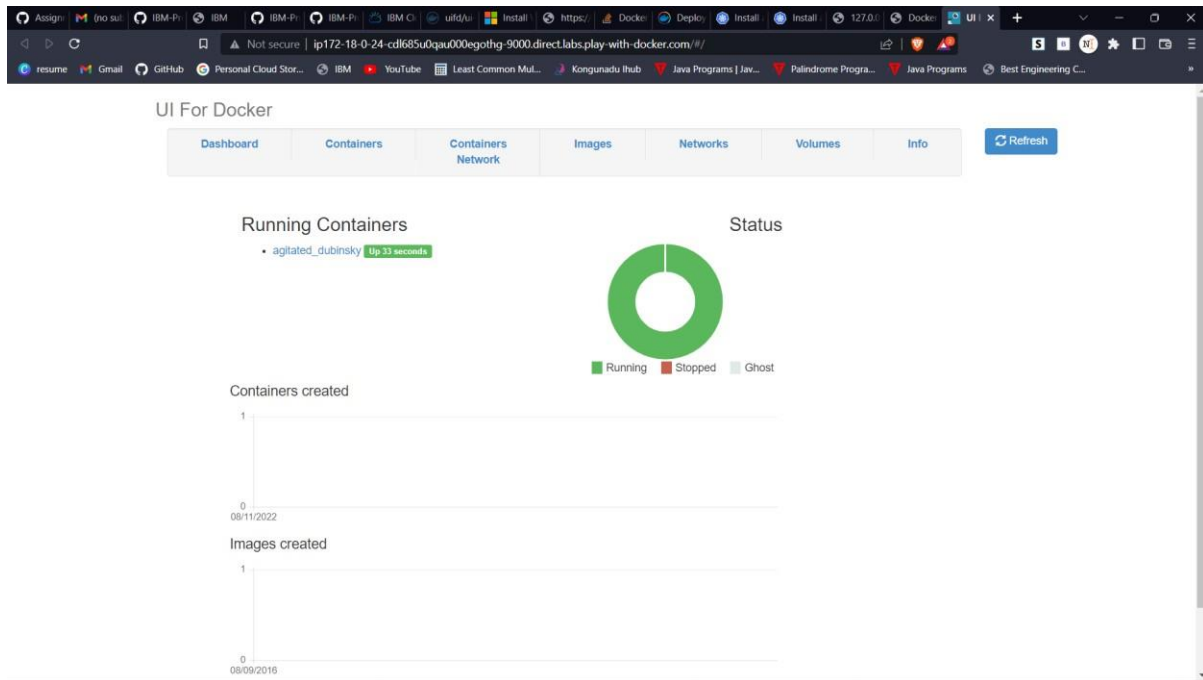 Assignr (no sub IBM-Pr IBM IBM-Pr IBM-Pr IBM Cl uifd/ui Install https:/ Docker Deploy Install Install 127.0.0 Docker UI
Not secure ip172-18-0-24-cdl685u0qau000egothg-9000.direct.labs.play-with-docker.com/#/
resume Gmail GitHub Personal Cloud Stor... IBM YouTube Least Common Mul... Kongunadu Ihub Java Programs | Jav... Palindrome Progra... Java Programs Best Engineering C... »
UI For Docker
Dashboard Containers Containers Network Images Networks Volumes Info Refresh
Running Containers
agitated_dubinsky Up 33 seconds
Status
Running Stopped Ghost
Containers created
1
0
08/11/2022
Images created
1
0
08/09/2016